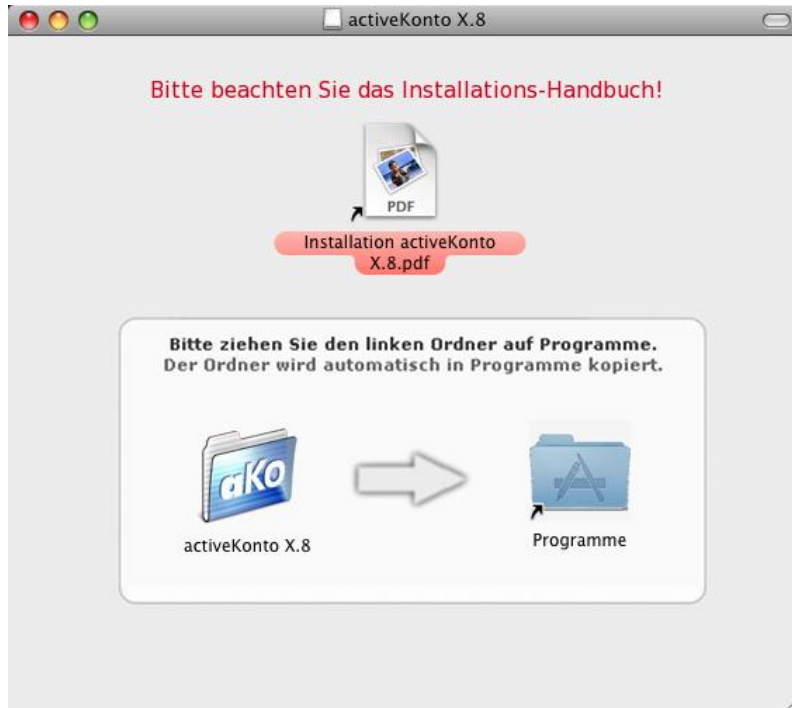 activeKonto X.8
Bitte beachten Sie das Installations-Handbuch!
PDF
Installation activeKonto
X.8.pdf
Bitte ziehen Sie den linken Ordner auf Programme.
Der Ordner wird automatisch in Programme kopiert.
aKO
activeKonto X.8
Programme